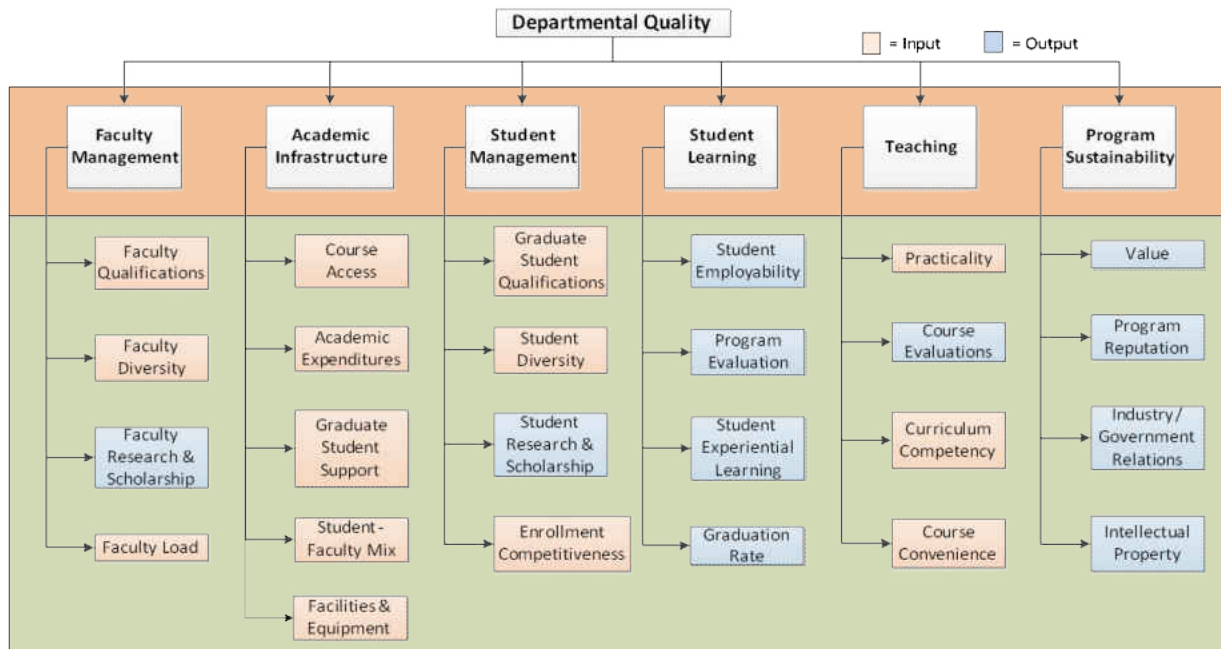 Departmental Quality
= Input
= Output
Faculty
Management
Academic
Infrastructure
Student
Management
Student
Learning
Teaching
Program
Sustainability
Faculty
Qualifications
Faculty
Diversity
Faculty
Research &
Scholarship
Faculty Load
Course
Access
Academic
Expenditures
Graduate
Student
Support
Student-
Faculty Mix
Facilities &
Equipment
Graduate
Student
Qualifications
Student
Diversity
Student
Research &
Scholarship
Enrollment
Competitiveness
Student
Employability
Program
Evaluation
Student
Experiential
Learning
Graduation
Rate
Practicality
Course
Evaluations
Curriculum
Competency
Course
Convenience
Value
Program
Reputation
Industry/
Government
Relations
Intellectual
Property